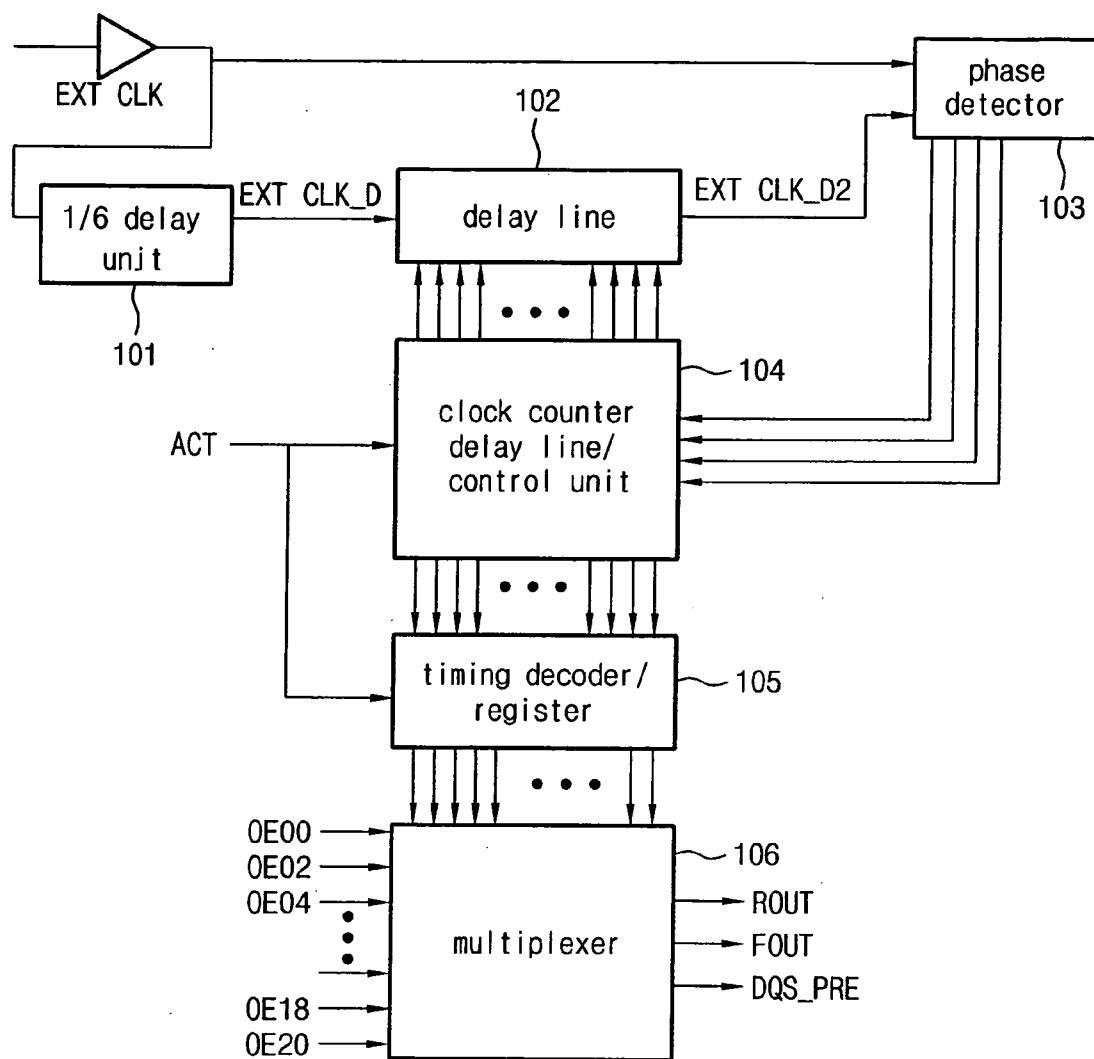 EXT CLK
phase
detector
103
102
1/6 delay
unit
101
EXT CLK_D
delay line
EXT CLK_D2
104
clock counter
delay line/
control unit
ACT
timing decoder/
register
105
OE00
OE02
OE04
OE18
OE20
multiplexer
106
ROUT
FOUT
DQS_PRE